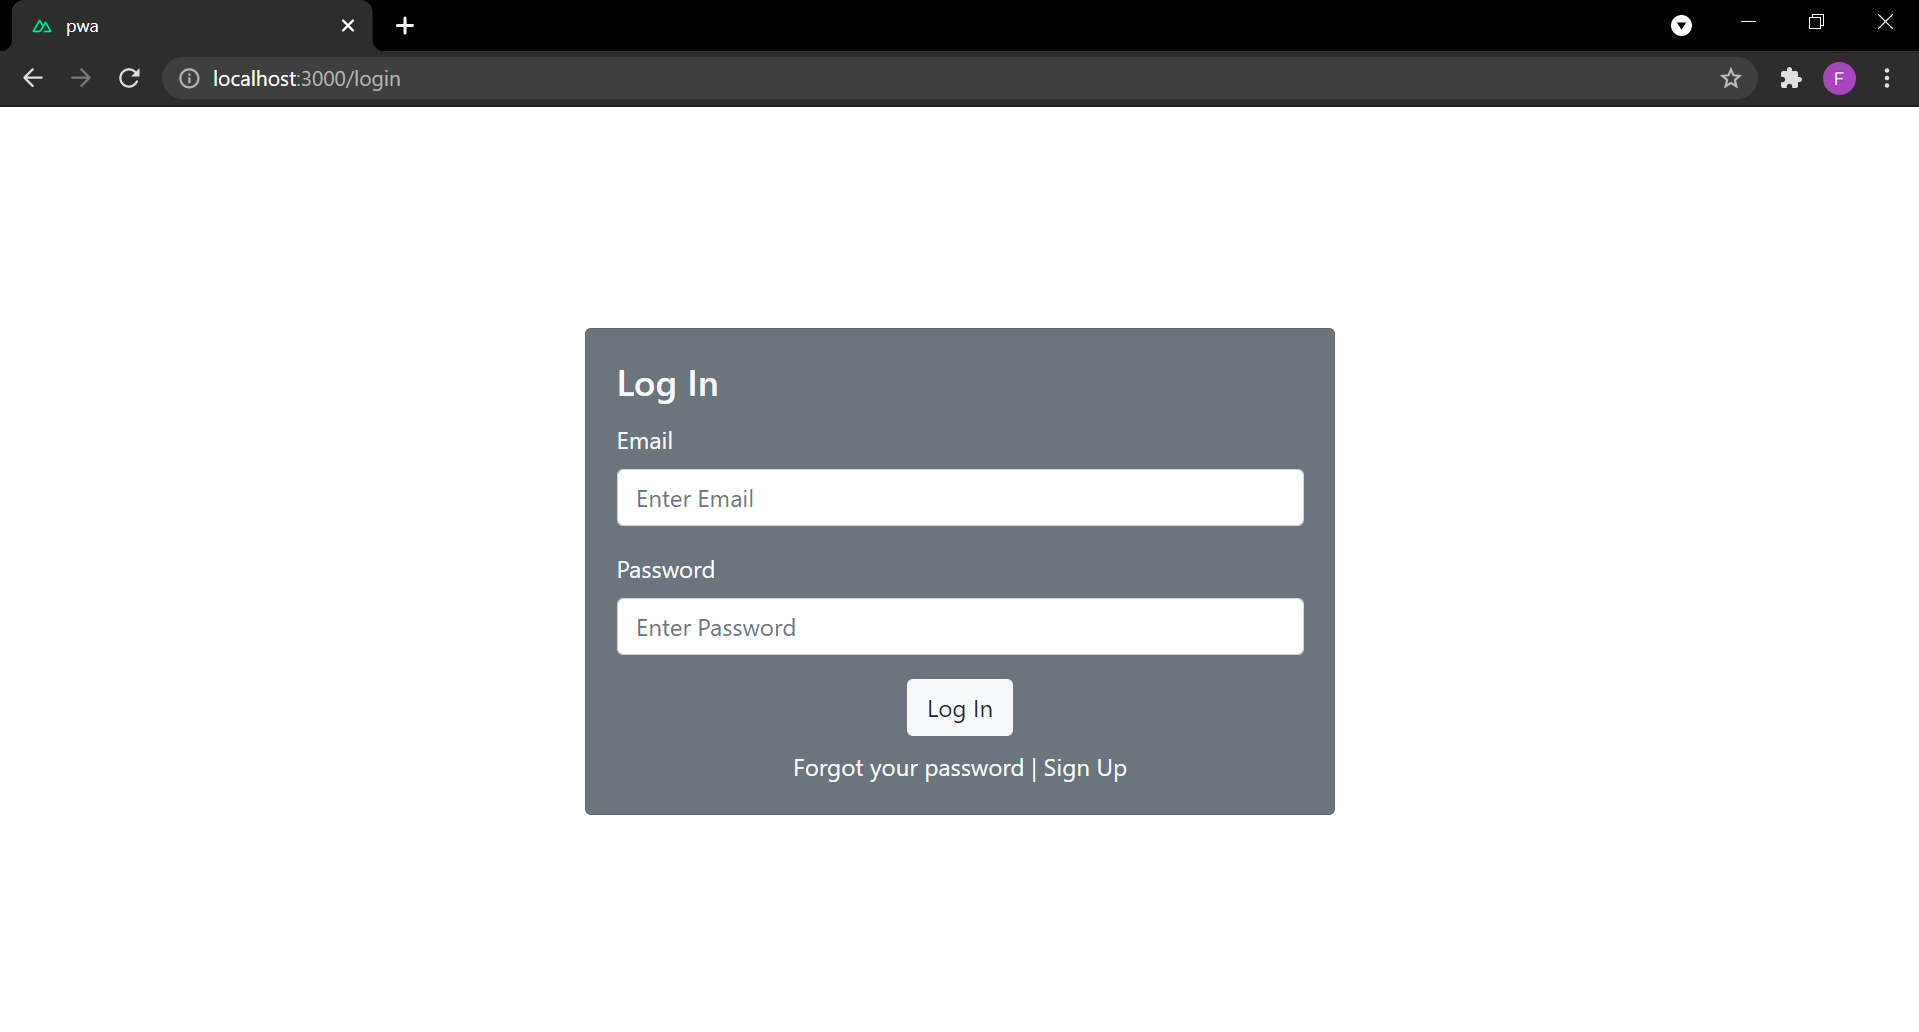 pwa
localhost:3000/login
F
Log In
Email
Enter Email
Password
Enter Password
Log In
Forgot your password | Sign Up